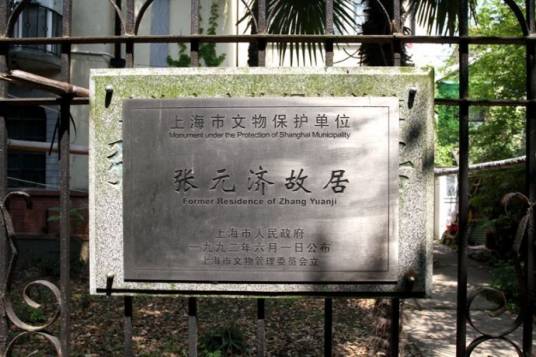 上海市文物保护单位
Monument under the Protection of Shanghai Municipality
张元济故居
Former Residence of Zhang Yuanji
上海市人民政府
一九九二年六月一日公布
上海市文物管理委员会立